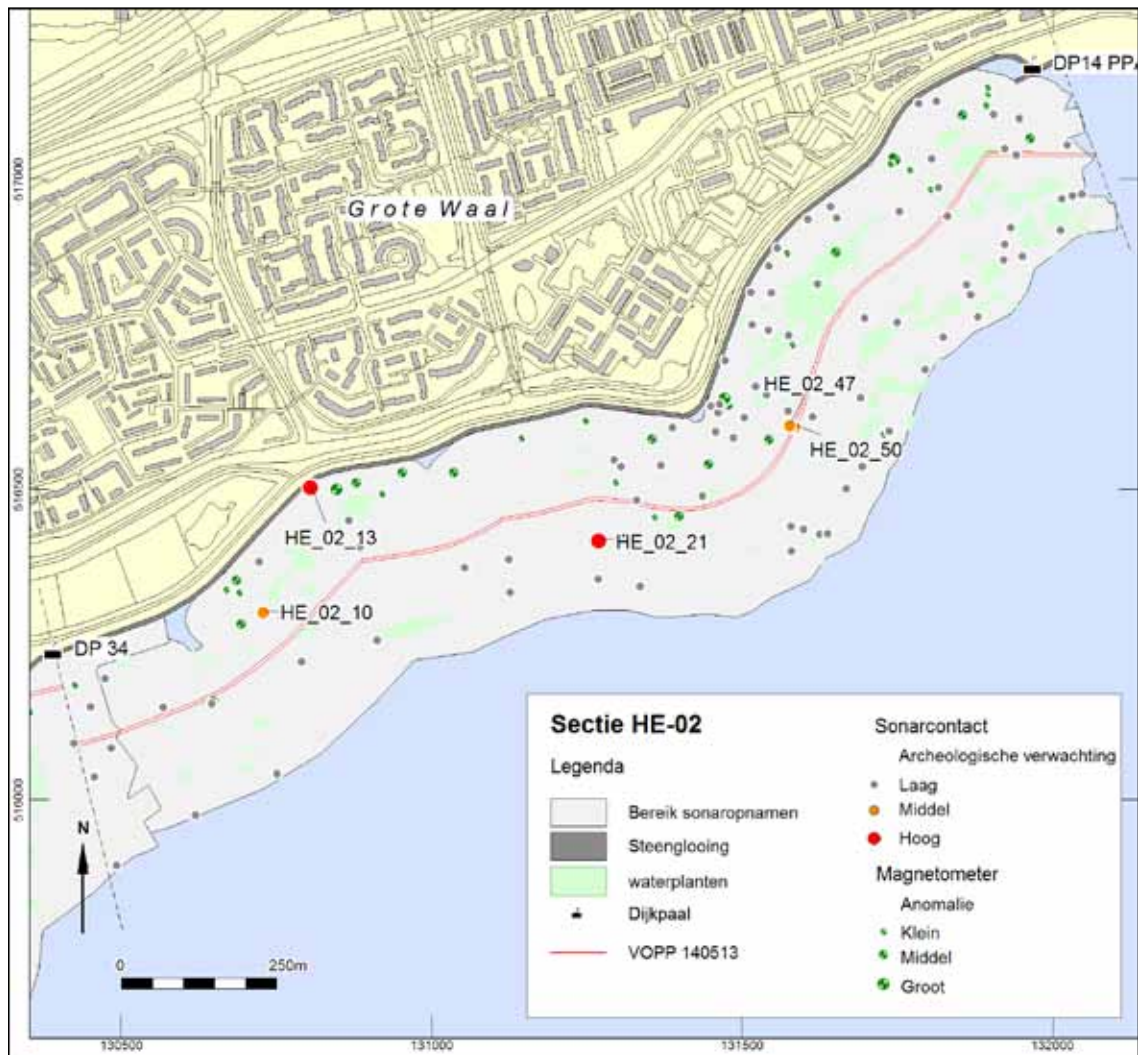 DP14 PPA
617000
Grote Waal
HE_02_47
HE_02_50
516500
HE_02_13
HE_02_21
HE_02_10
DP 34
516000
N
0 250m
Sectie HE-02
Legenda
Bereik sonaropnamen
Steenglooing
waterplanten
Dijkpaal
VOPP 140513
Sonarcontact
Archeologische verwachting
Laag
Middel
Hoog
Magnetometer
Anomalie
Klein
Middel
Groot
130500
131000
131500
132000